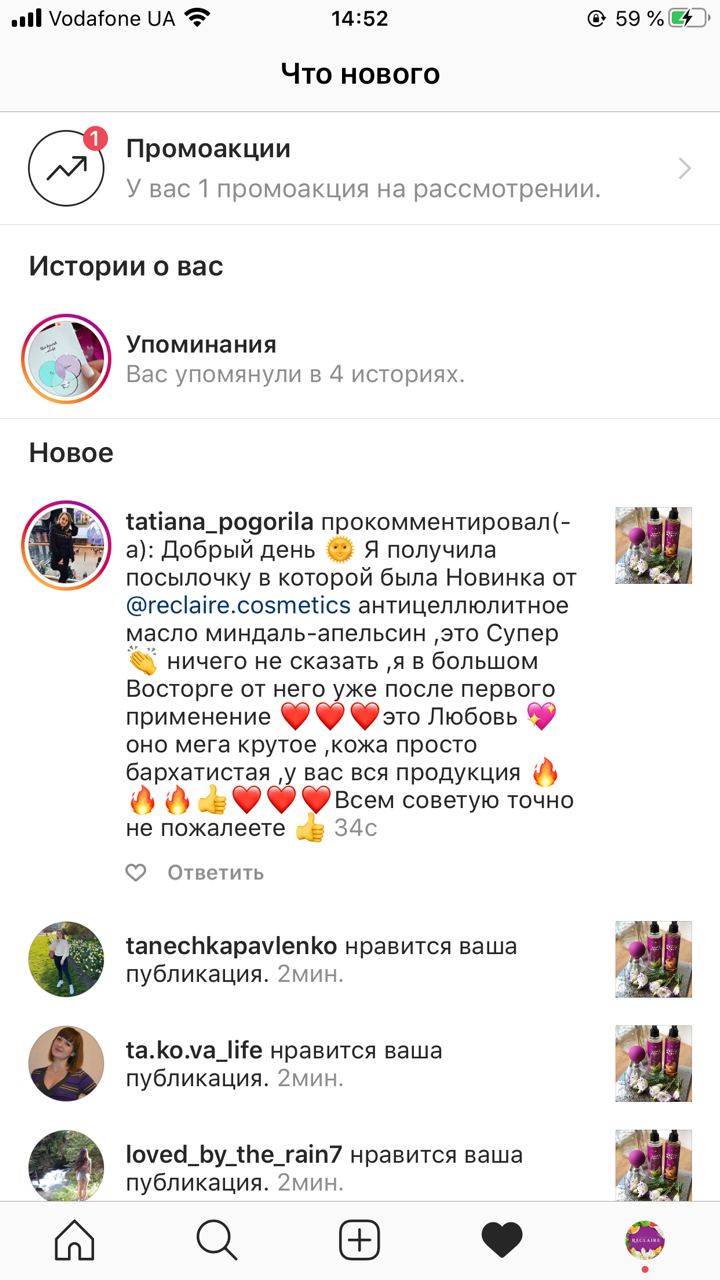 Vodafone UA 14:52 59 %
Что нового
1
Промоакции
У вас 1 промоакция на рассмотрении.
Истории о вас
Упоминания
Вас упомянули в 4 историях.
Новое
tatiana_pogorila прокомментировал(-
а): Добрый день 🌞 Я получила
посылочку в которой была Новинка от
@reclaire.cosmetics антицеллюлитное
масло миндаль-апельсин ,это Супер
👏 ничего не сказать ,я в большом
Восторге от него уже после первого
применение ❤️❤️❤️это Любовь 💖
оно мега крутое ,кожа просто
бархатистая ,у вас вся продукция 🔥
🔥🔥👍❤️❤️❤️Всем советую точно
не пожалеете 👍 34с
Ответить
tanechkapavlenko нравится ваша
публикация. 2мин.
ta.ko.va_life нравится ваша
публикация. 2мин.
loved_by_the_rain7 нравится ваша
публикация. 2мин.
RECLAIRE